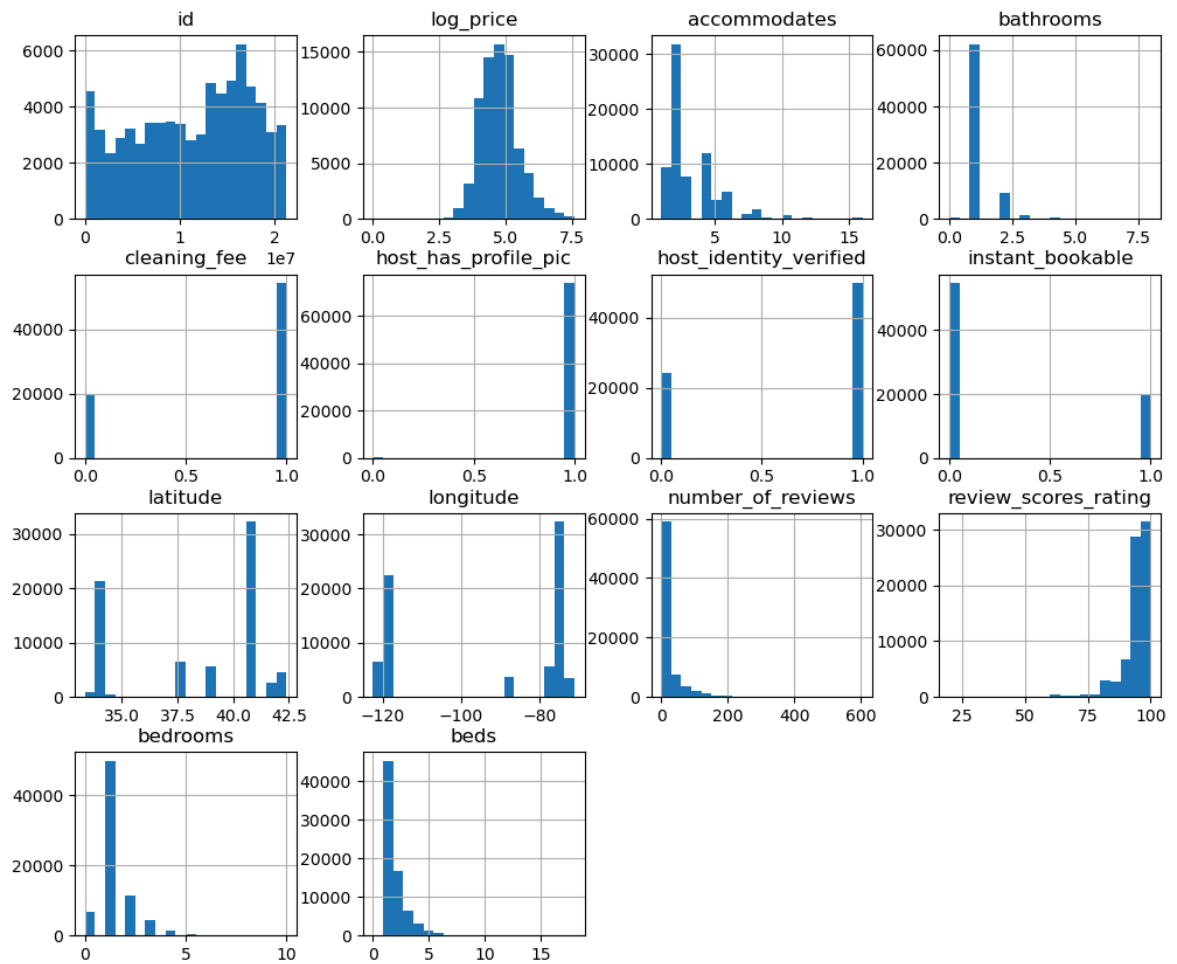 id log_price accommodates bathrooms
6000 15000 30000 60000
4000 10000 20000 40000
2000 5000 10000 20000
0 0 0 0
0 1 2 0.0 2.5 5.0 7.5 5 10 15 0.0 2.5 5.0 7.5
cleaning_fee 1e7 host_has_profile_pic host_identity_verified instant_bookable
40000 60000 40000 40000
20000 40000 20000 20000
0 20000 0 0
0
0.0 0.5 1.0 0.0 0.5 1.0 0.0 0.5 1.0 0.0 0.5 1.0
latitude longitude number_of_reviews review_scores_rating
30000 30000 60000 30000
20000 20000 40000 20000
10000 10000 20000 10000
0 0 0 0
35.0 37.5 40.0 42.5 −120 −100 −80 0 200 400 600 25 50 75 100
bedrooms beds
40000 40000
20000 30000
0 20000
10000
0
0 5 10 0 5 10 15